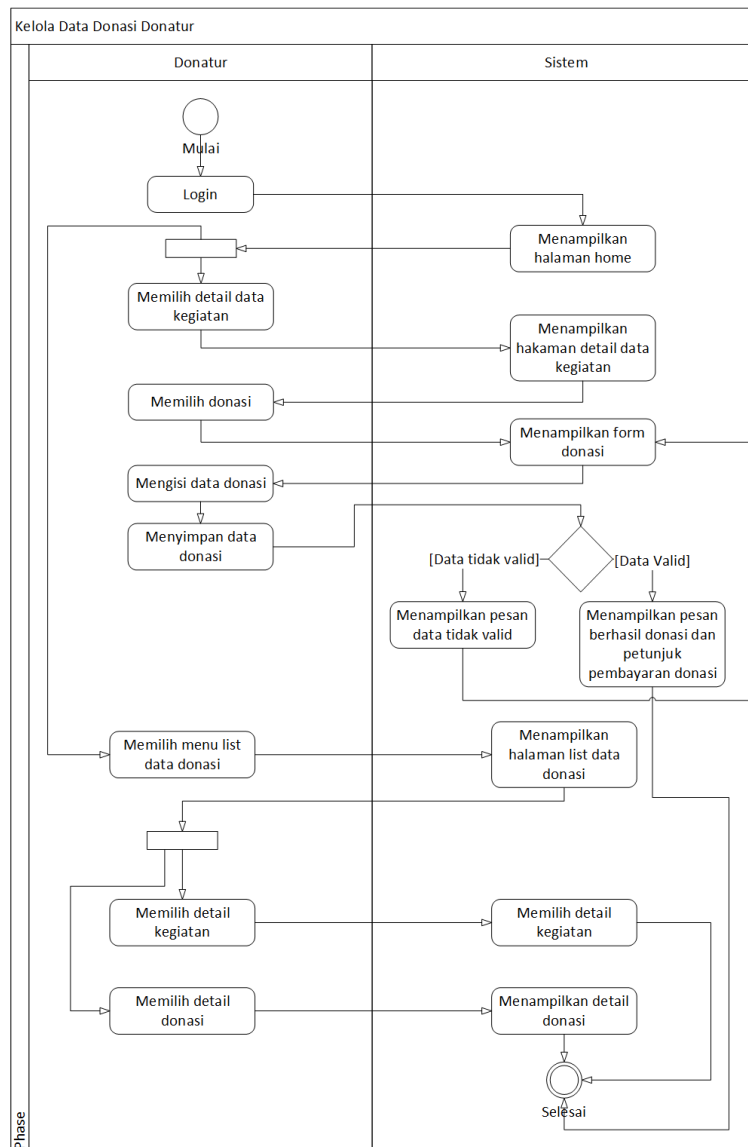 Kelola Data Donasi Donatur
Donatur
Sistem
Mulai
Login
Menampilkan
halaman home
Memilih detail data
kegiatan
Menampilkan
hakaman detail data
kegiatan
Memilih donasi
Menampilkan form
donasi
Mengisi data donasi
Menyimpan data
donasi
[Data tidak valid]
[Data Valid]
Menampilkan pesan
data tidak valid
Menampilkan pesan
berhasil donasi dan
petunjuk
pembayaran donasi
Memilih menu list
data donasi
Menampilkan
halaman list data
donasi
Memilih detail
kegiatan
Memilih detail
kegiatan
Memilih detail
donasi
Menampilkan detail
donasi
Selesai
Phase